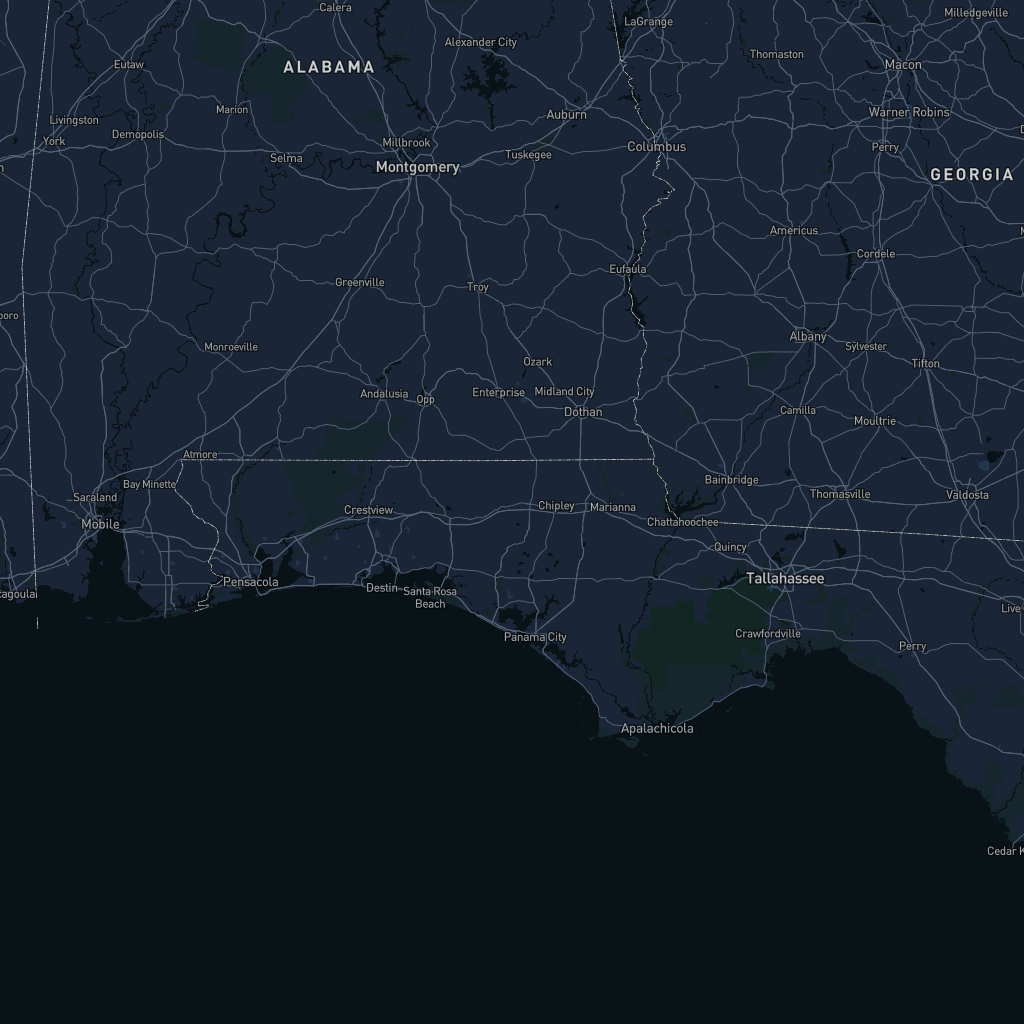 Calera
LaGrange
Milledgeville
Alexander City
Thomaston
ALABAMA
Eutaw
Macon
Marion
Auburn
Warner Robins
Livingston
Demopolis
York
Millbrook
Columbus
Perry
Selma
Tuskegee
Montgomery
GEORGIA
Americus
Cordele
Eufaula
Greenville
Troy
boro
Monroeville
Albany
Sylvester
Ozark
Tifton
Andalusia
Opp
Enterprise
Midland City
Dothan
Camilla
Moultrie
Atmore
Bay Minette
Bainbridge
Saraland
Thomasville
Valdosta
Crestview
Chipley
Marianna
Mobile
Chattahoochee
Quincy
Pensacola
Tallahassee
Destin
Santa Rosa
Beach
agoula
Live
Panama City
Crawfordville
Perry
Apalachicola
Cedar K